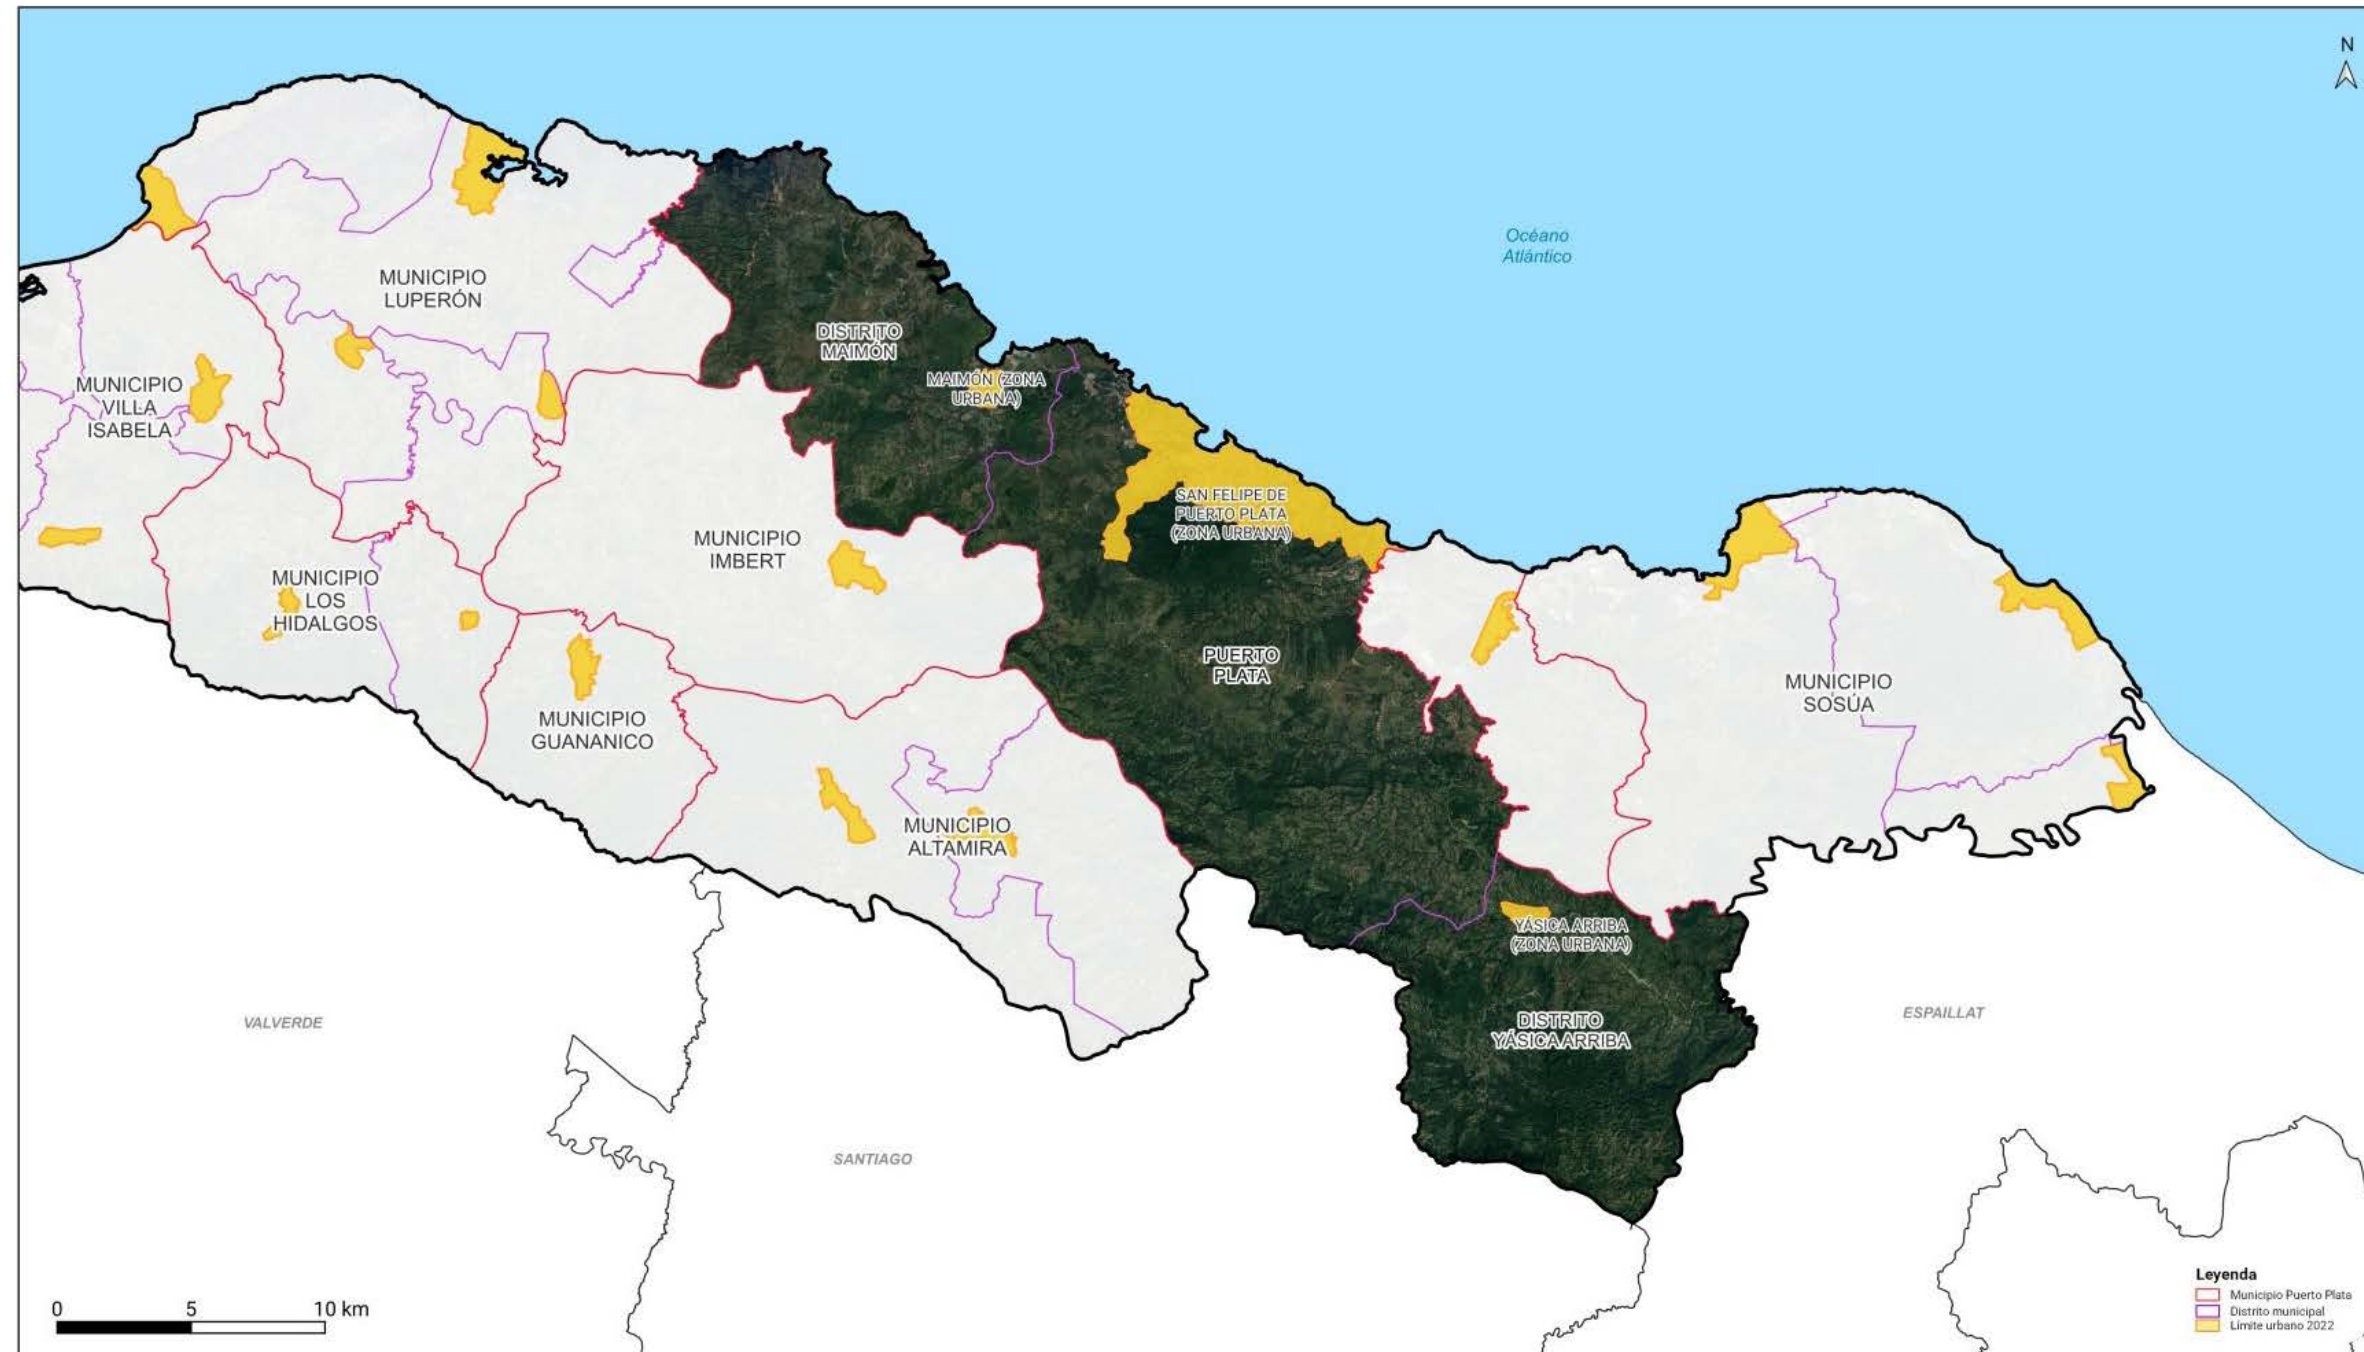 N
Océano
Atlántico
MUNICIPIO
LUPERÓN
DISTRITO
MAIMÓN
MAIMÓN (ZONA
URBANA)
MUNICIPIO
VILLA
ISABELA
SAN FELIPE DE
PUERTO PLATA
(ZONA URBANA)
MUNICIPIO
IMBERT
MUNICIPIO
LOS
HIDALGOS
PUERTO
PLATA
MUNICIPIO
SOSÚA
MUNICIPIO
GUANANICO
MUNICIPIO
ALTAMIRA
YÁSICA ARRIBA
(ZONA URBANA)
DISTRITO
YÁSICA ARRIBA
VALVERDE
ESPAILLAT
SANTIAGO
Leyenda
Municipio Puerto Plata
Distrito municipal
Límite urbano 2022
0 5 10 km